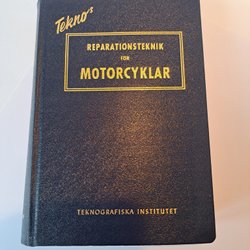 Tekno's
REPARATIONSTEKNIK
FÖR
MOTORCYKLAR
TEKNOGRAFISKA INSTITUTET